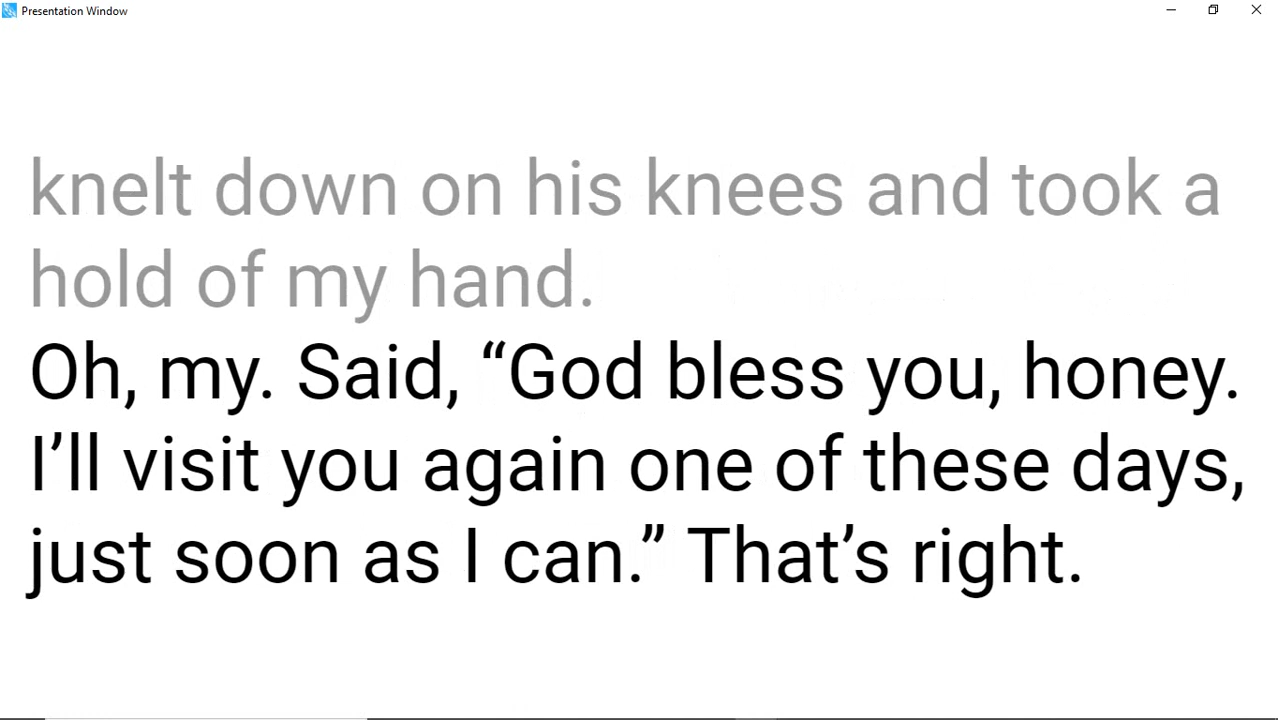 Presentation Window
knelt down on his knees and took a
hold of my hand.
Oh, my. Said, “God bless you, honey.
I’ll visit you again one of these days,
just soon as I can.” That’s right.